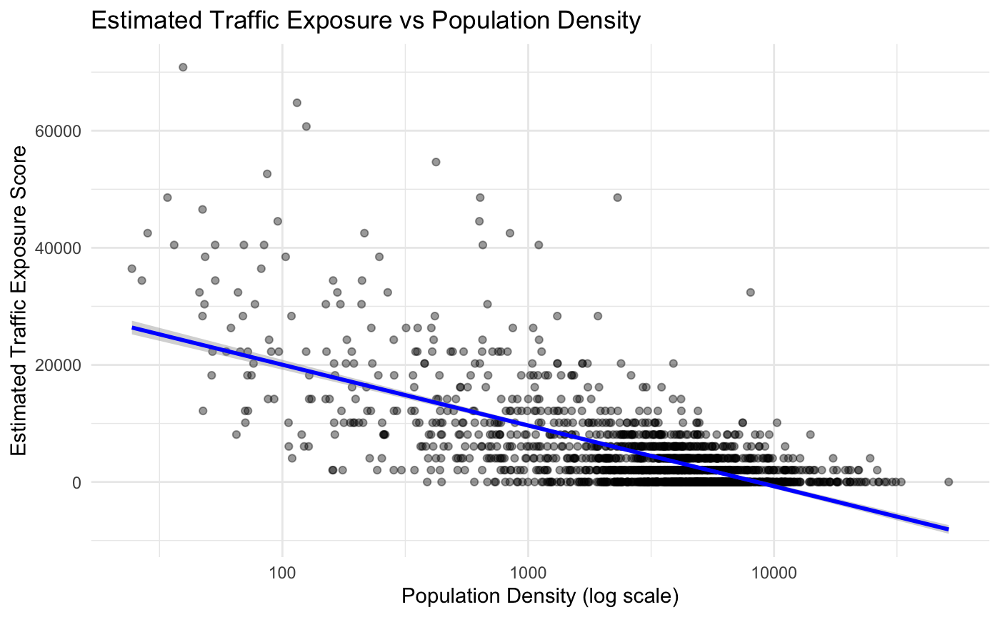 Estimated Traffic Exposure vs Population Density
Estimated Traffic Exposure Score
60000
40000
20000
0
100
1000
10000
Population Density (log scale)